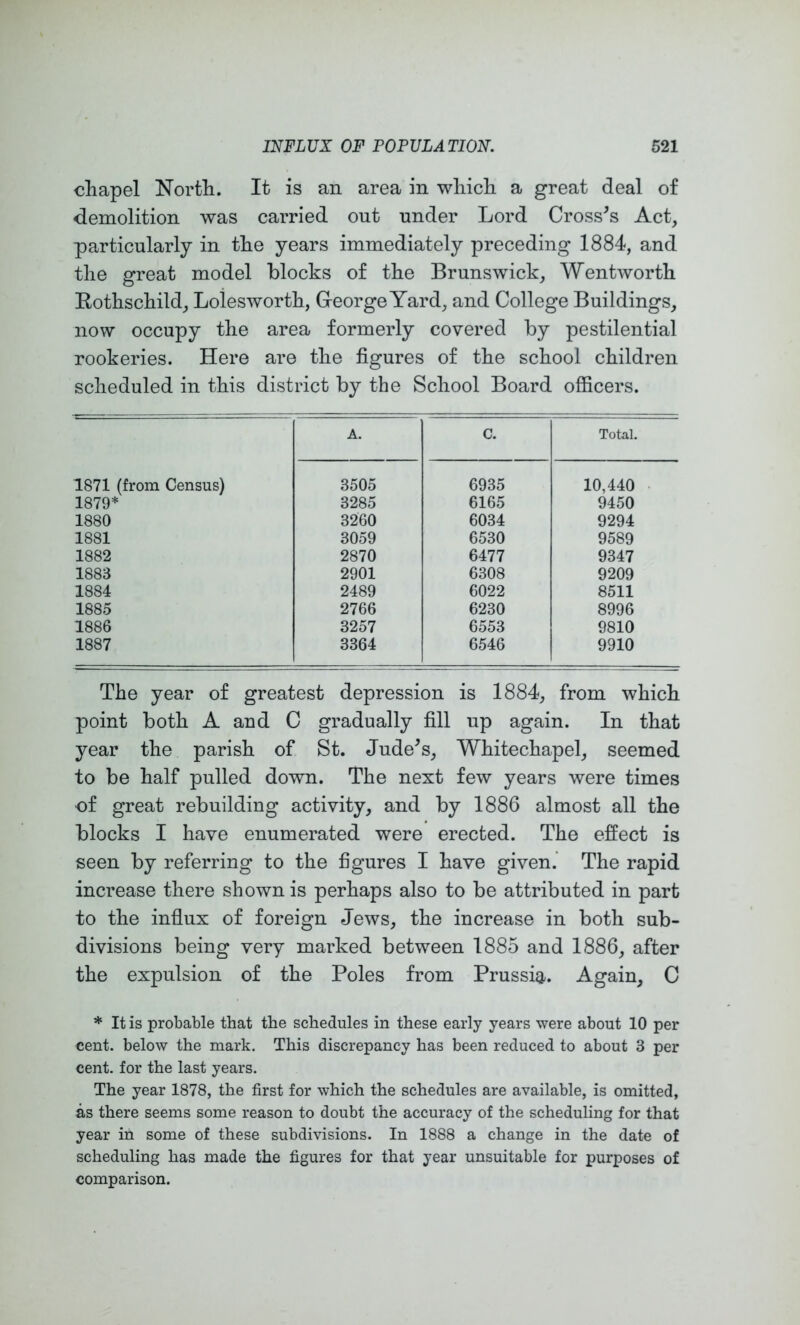 INFLUX OF POPULATION. 521
chapel North. It is an area in which a great deal of
demolition was carried out under Lord Cross's Act,
particularly in the years immediately preceding 1884, and
the great model blocks of the Brunswick, Wentworth
Rothschild, Lolesworth, George Yard, and College Buildings,
now occupy the area formerly covered by pestilential
rookeries. Here are the figures of the school children
scheduled in this district by the School Board officers.
A. C. Total.
1871 (from Census) 3505 6935 10,440
1879* 3285 6165 9450
1880 3260 6034 9294
1881 3059 6530 9589
1882 2870 6477 9347
1883 2901 6308 9209
1884 2489 6022 8511
1885 2766 6230 8996
1886 3257 6553 9810
1887 3364 6546 9910
The year of greatest depression is 1884, from which
point both A and C gradually fill up again. In that
year the parish of St. Jude's, Whitechapel, seemed
to be half pulled down. The next few years were times
of great rebuilding activity, and by 1886 almost all the
blocks I have enumerated were erected. The effect is
seen by referring to the figures I have given. The rapid
increase there shown is perhaps also to be attributed in part
to the influx of foreign Jews, the increase in both sub-
divisions being very marked between 1885 and 1886, after
the expulsion of the Poles from Prussia. Again, C
* It is probable that the schedules in these early years were about 10 per
cent. below the mark. This discrepancy has been reduced to about 3 per
cent. for the last years.
The year 1878, the first for which the schedules are available, is omitted,
as there seems some reason to doubt the accuracy of the scheduling for that
year in some of these subdivisions. In 1888 a change in the date of
scheduling has made the figures for that year unsuitable for purposes of
comparison.